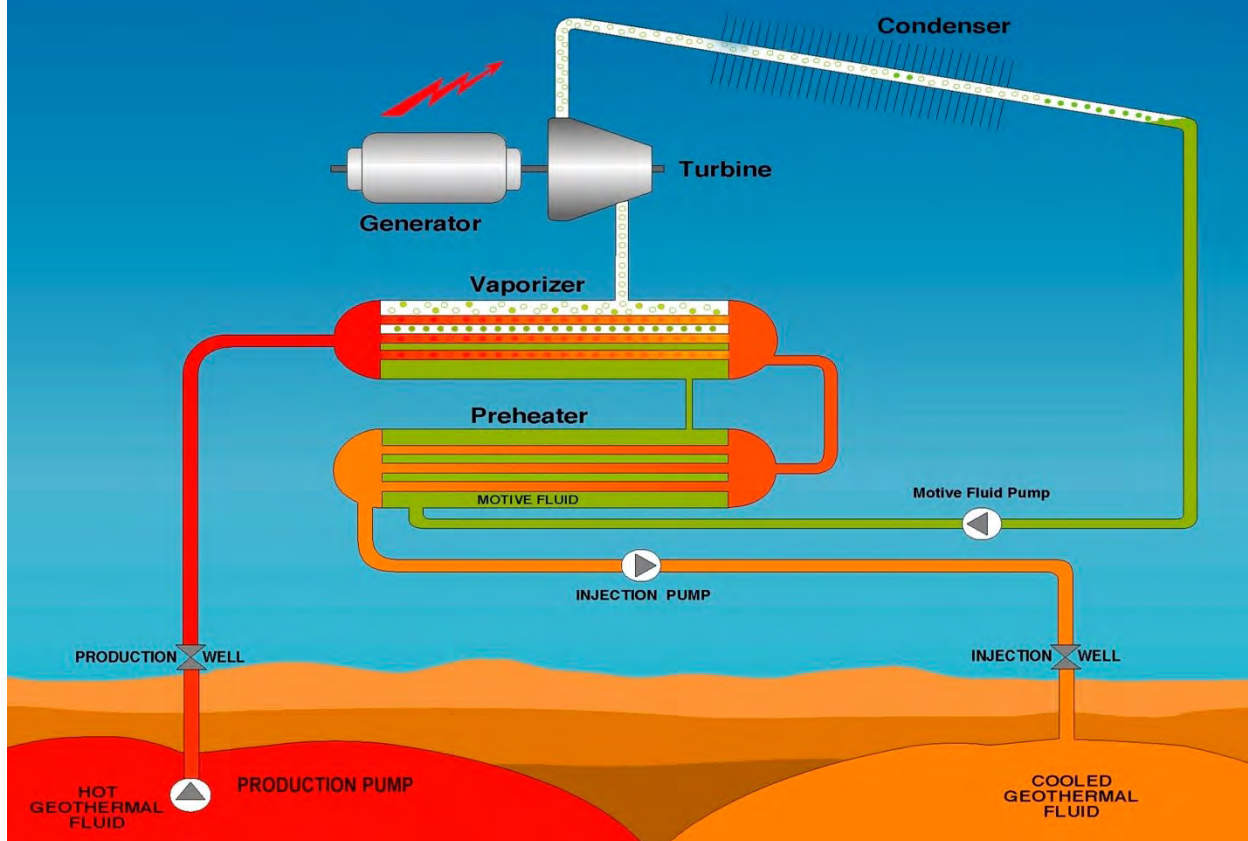 Condenser
Turbine
Generator
Vaporizer
Preheater
MOTIVE FLUID
Motive Fluid Pump
INJECTION PUMP
PRODUCTION WELL
INJECTION WELL
HOT
GEOTHERMAL
FLUID
PRODUCTION PUMP
COOLED
GEOTHERMAL
FLUID